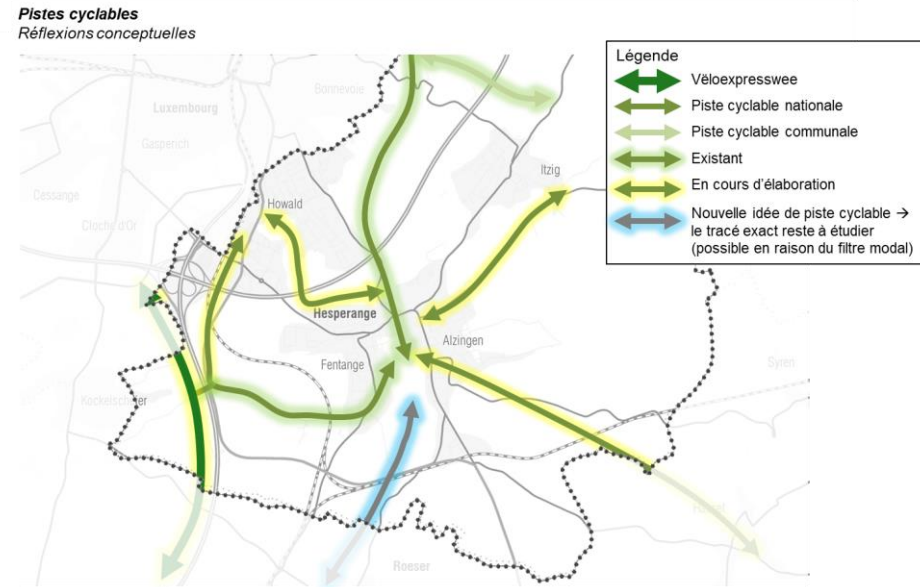 Pistes cyclables
Réflexions conceptuelles
Légende
Vëloexpresswee
Piste cyclable nationale
Piste cyclable communale
Existant
En cours d'élaboration
Nouvelle idée de piste cyclable →
le tracé exact reste à étudier
(possible en raison du filtre modal)
Bonnevoie
Luxembourg
Gasperich
Itzig
Cessange
Howald
Cloche d'Or
Hesperange
Alzingen
Fentange
Syren
Roeser